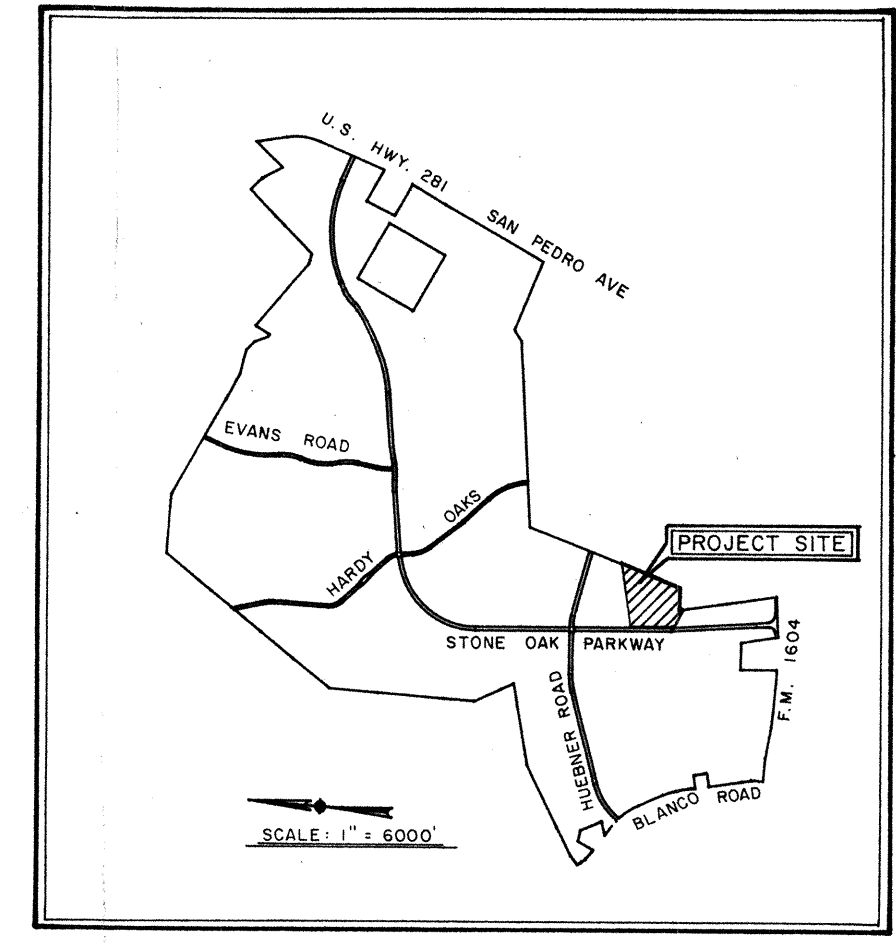 U.S. HWY. 281
SAN PEDRO AVE
EVANS ROAD
HARDY OAKS
PROJECT SITE
STONE OAK PARKWAY
F.M. 1604
HUEBNER ROAD
BLANCO ROAD
SCALE: 1" = 6000'